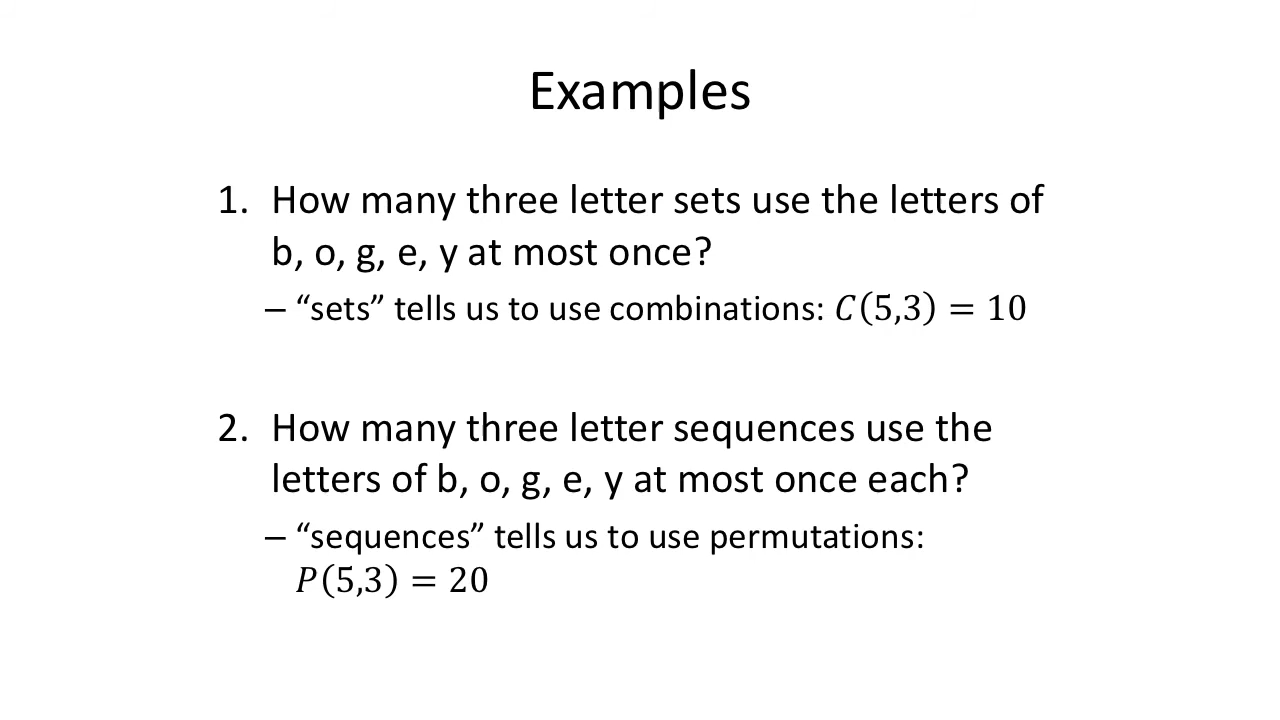 Examples
1. How many three letter sets use the letters of
b, o, g, e, y at most once?
– “sets” tells us to use combinations: 𝐶(5,3) = 10
2. How many three letter sequences use the
letters of b, o, g, e, y at most once each?
– “sequences” tells us to use permutations:
𝑃(5,3) = 20